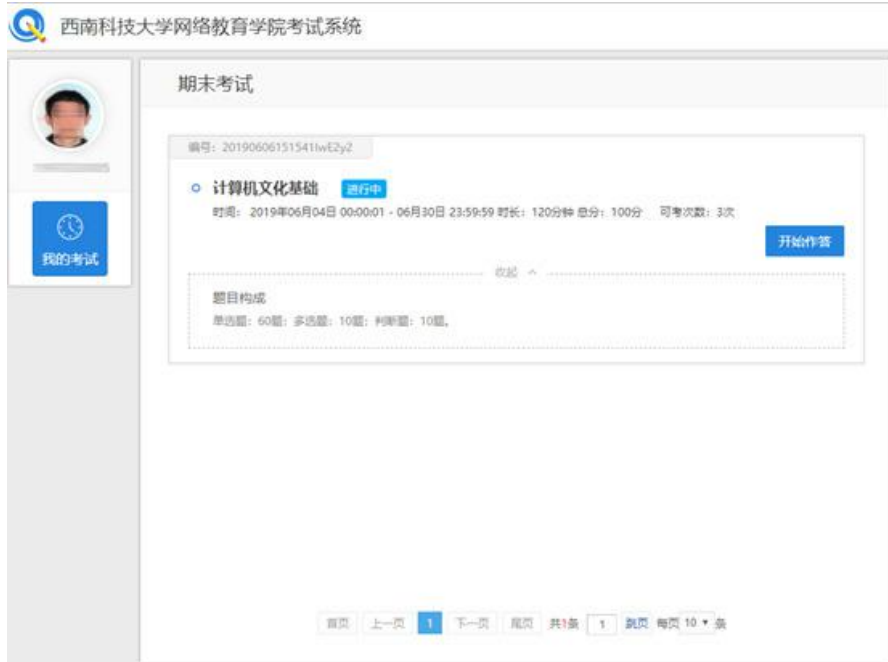 西南科技大学网络教育学院考试系统
期末考试
编号: 20190606151541IwE2y2
计算机文化基础 进行中
时间: 2019年06月04日 00:00:01 - 06月30日 23:59:59 时长: 120分钟 总分: 100分 可考次数: 3次
我的考试
开始作答
收起
题目构成
单选题: 60题; 多选题: 10题; 判断题: 10题。
首页 上一页 1 下一页 尾页 共1条 1 跳页 每页 10 条